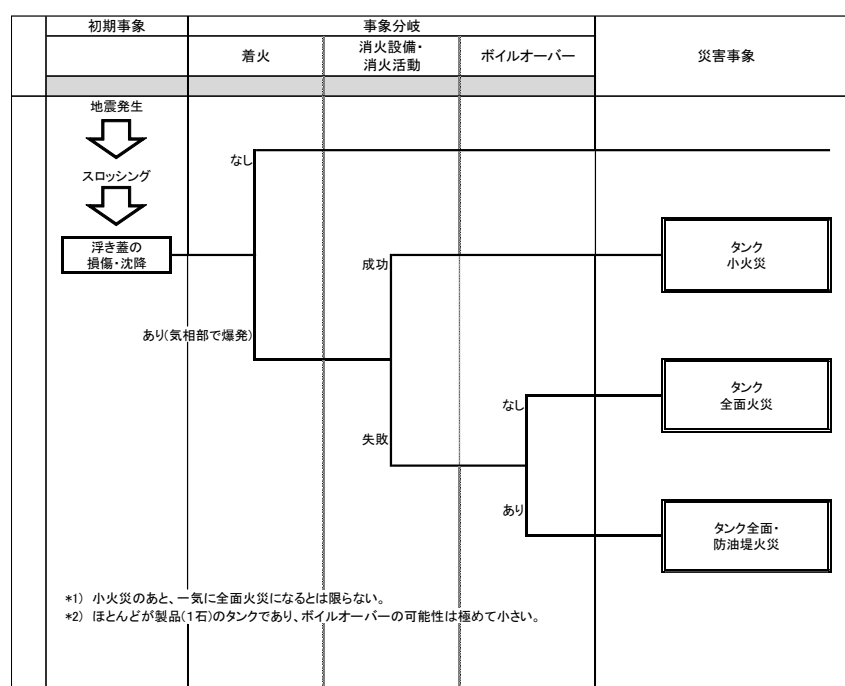 初期事象
事象分岐
着火
消火設備・
消火活動
ボイルオーバー
災害事象
地震発生
スロッシング
浮き蓋の
損傷・沈降
なし
あり(気相部で爆発)
成功
失敗
なし
あり
タンク
小火災
タンク
全面火災
タンク全面・
防油堤火災
*1) 小火災のあと、一気に全面火災になるとは限らない。
*2) ほとんどが製品(1石)のタンクであり、ボイルオーバーの可能性は極めて小さい。